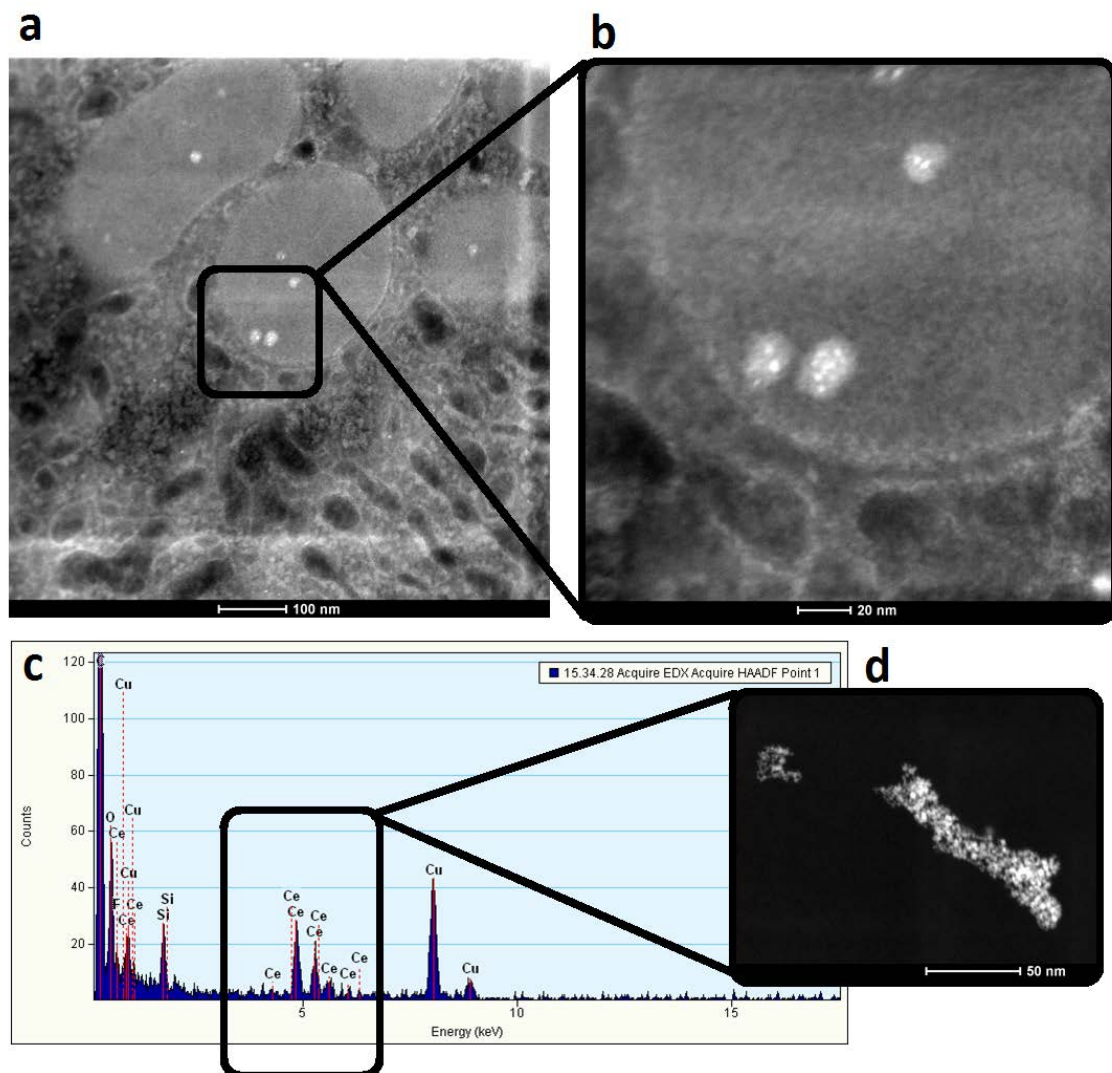 a
b
100 nm
20 nm
c
d
15.34.28 Acquire EDX Acquire HAADF Point 1
Counts
120
100
80
60
40
20
C
Cu
O
Ce
Cu
F
Cu
Ce
Ce
Si
Si
Ce
Ce
Ce
Ce
Ce
Ce
Ce
Ce
Cu
Cu
5
10
15
Energy (keV)
50 nm